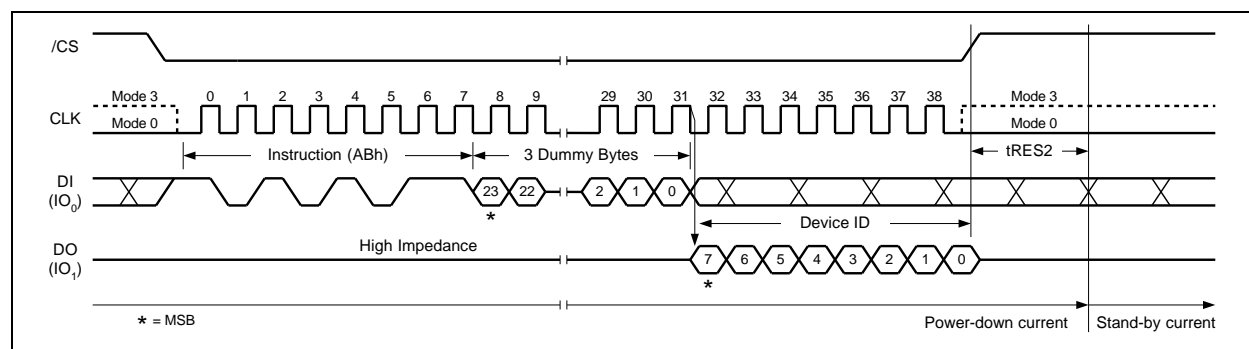 /CS
Mode 3 0 1 2 3 4 5 6 7 8 9 29 30 31 32 33 34 35 36 37 38 Mode 3
CLK
Mode 0 Mode 0
Instruction (ABh) 3 Dummy Bytes tRES2
DI
(IO0) 23 22 2 1 0
*
Device ID
High Impedance
DO
(IO1) 7 6 5 4 3 2 1 0
*
* = MSB
Power-down current Stand-by current